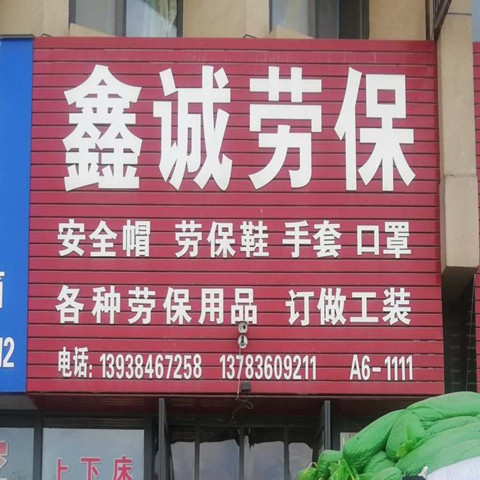 鑫诚劳保
安全帽 劳保鞋 手套 口罩
各种劳保用品 订做工装
电话: 13938467258 13783609211 A6-1111
上下床